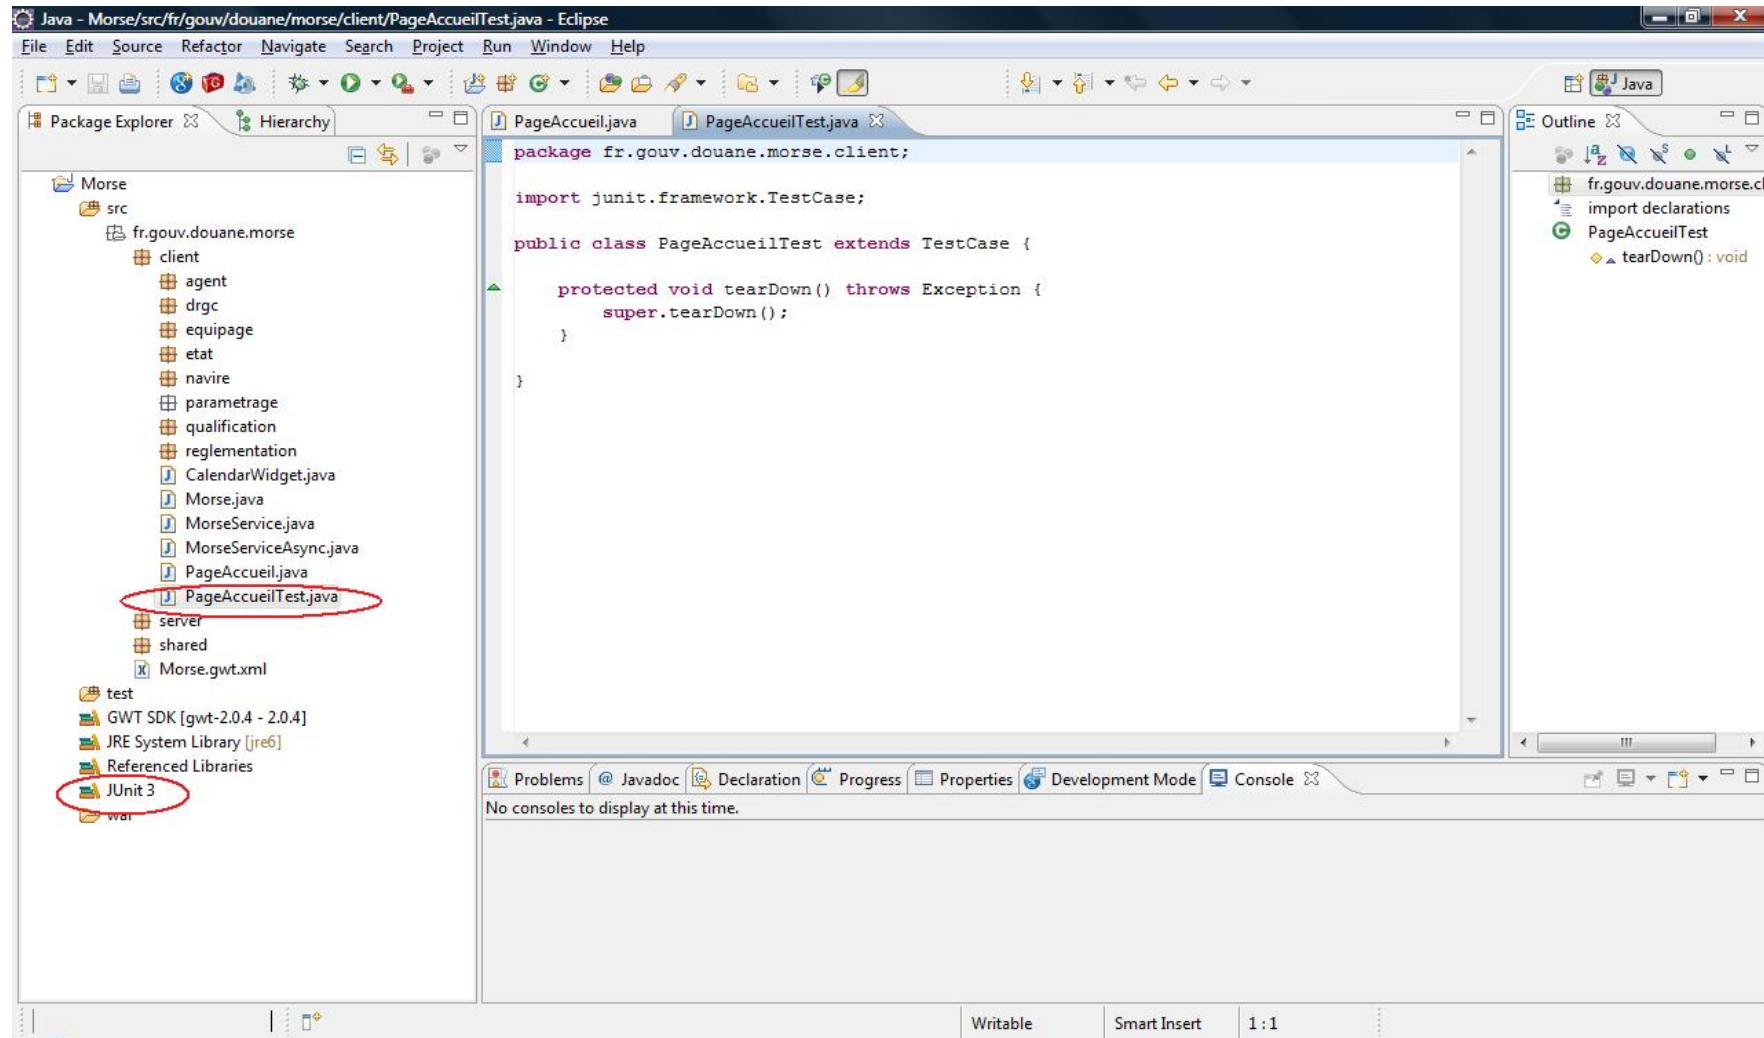 Java - Morse/src/fr/gouv/douane/morse/client/PageAccueilTest.java - Eclipse
File Edit Source Refactor Navigate Search Project Run Window Help
Java
Package Explorer
Hierarchy
Morse
src
fr.gouv.douane.morse
client
agent
drgc
equipage
etat
navire
parametrage
qualification
reglementation
CalendarWidget.java
Morse.java
MorseService.java
MorseServiceAsync.java
PageAccueil.java
PageAccueilTest.java
server
shared
Morse.gwt.xml
test
GWT SDK [gwt-2.0.4 - 2.0.4]
JRE System Library [jre6]
Referenced Libraries
JUnit 3
war
PageAccueil.java
PageAccueilTest.java
package fr.gouv.douane.morse.client;
import junit.framework.TestCase;
public class PageAccueilTest extends TestCase {
protected void tearDown() throws Exception {
super.tearDown();
}
}
Outline
fr.gouv.douane.morse.cl
import declarations
PageAccueilTest
tearDown() : void
Problems @ Javadoc Declaration Progress Properties Development Mode Console
No consoles to display at this time.
Writable Smart Insert 1 : 1